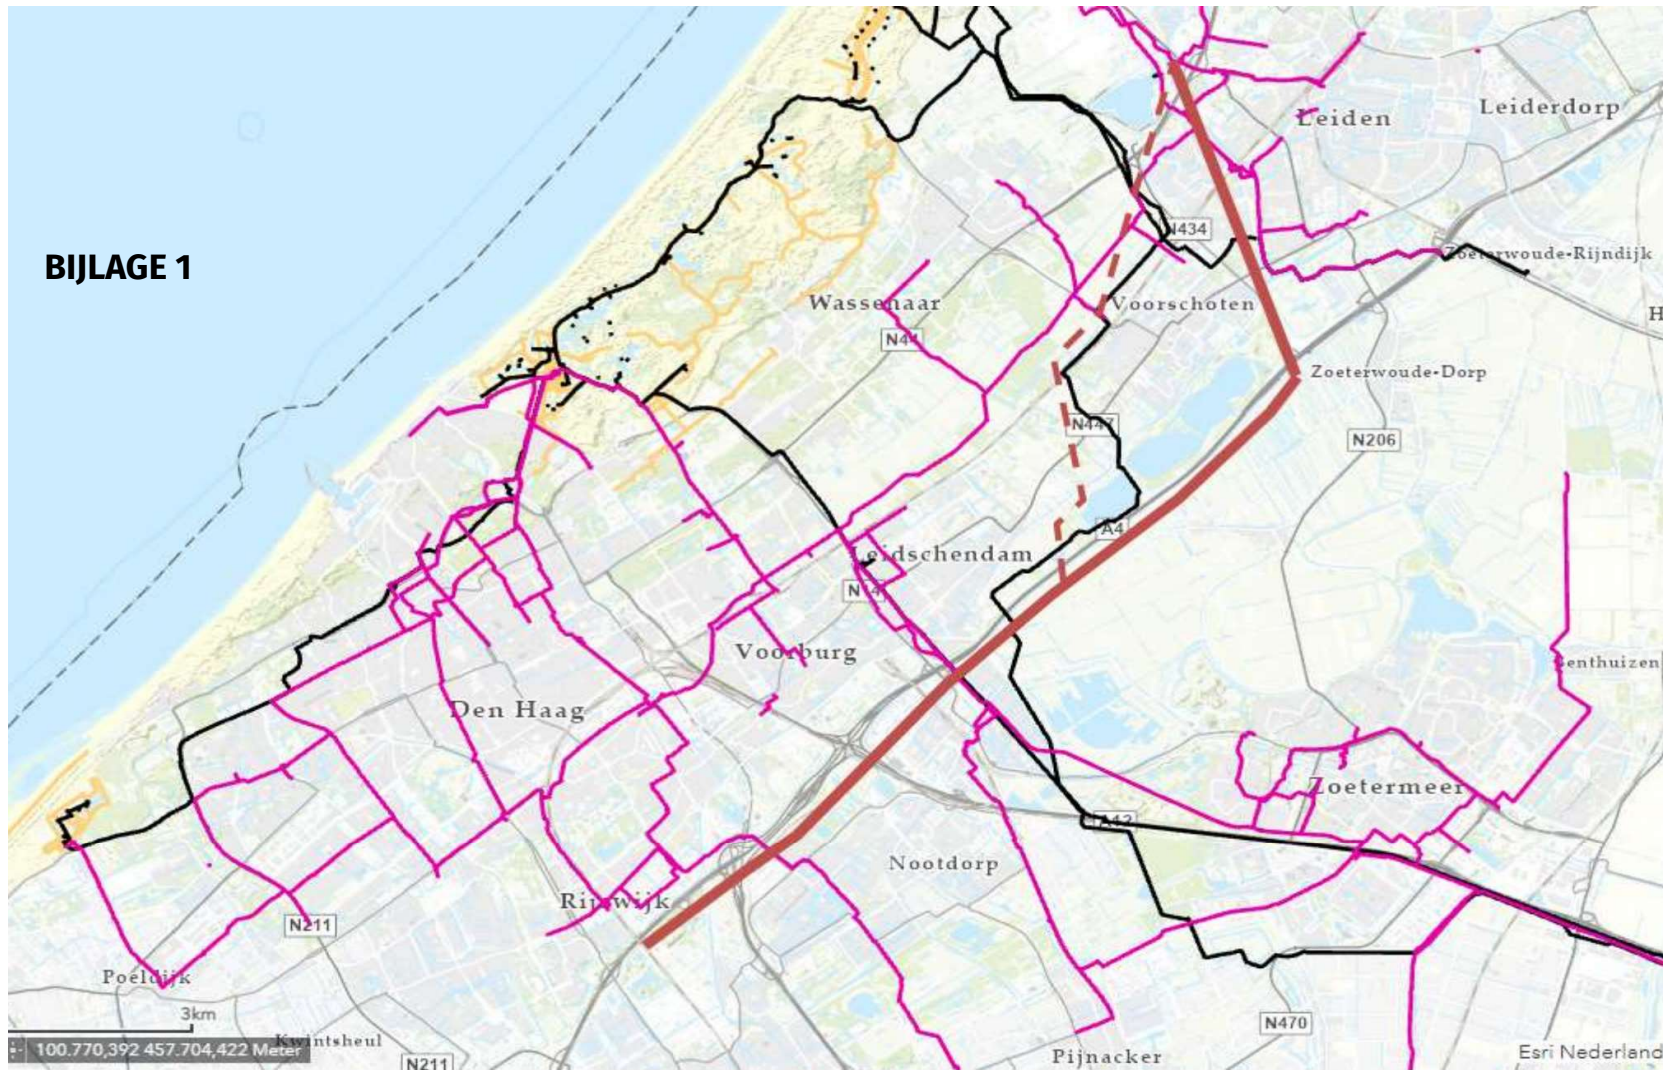 Leiden
Leiderdorp
BIJLAGE 1
N434
Zoeterwoude-Rijndijk
Wassenaar
Voorschoten
H
N44
Zoeterwoude-Dorp
N447
N206
A4
Leidschendam
N14
Voorburg
Benthuizen
Den Haag
Zoetermeer
A12
Nootdorp
Rijswijk
N211
Poeldijk
3km
N470
Kwintsheul
100.770,392 457.704,422 Meter
N211
Pijnacker
Esri Nederland